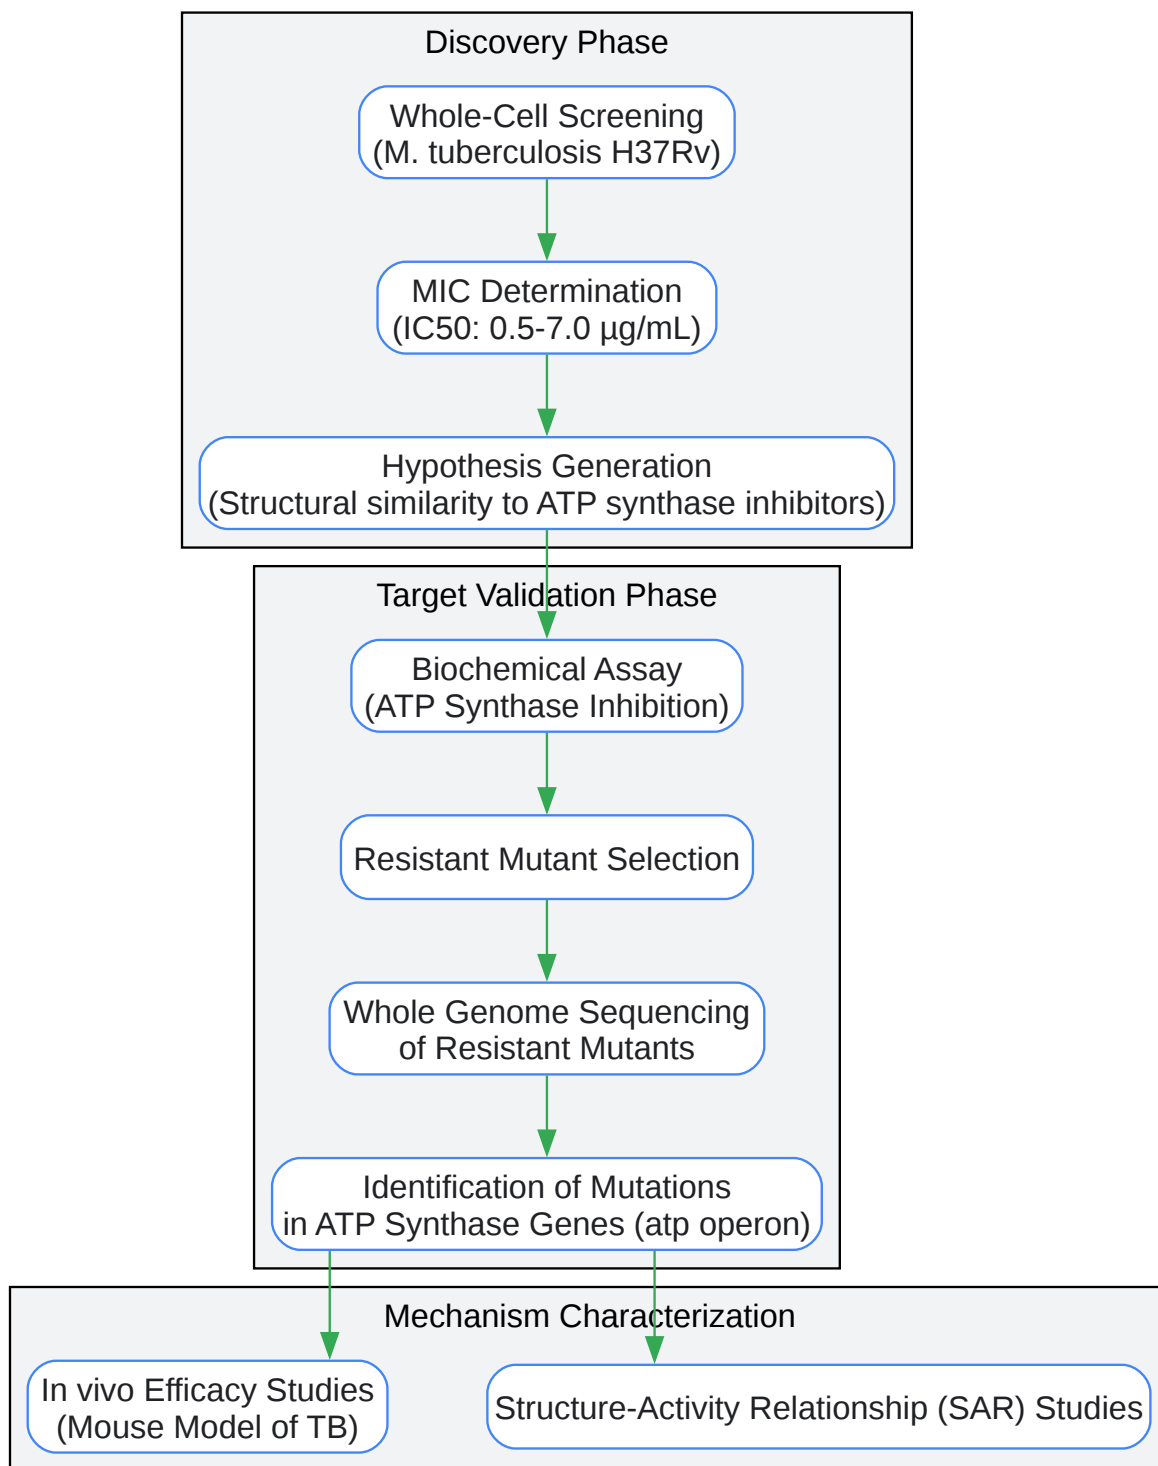 Discovery Phase
Whole-Cell Screening
(M. tuberculosis H37Rv)
MIC Determination
(IC50: 0.5-7.0 µg/mL)
Hypothesis Generation
(Structural similarity to ATP synthase inhibitors)
Target Validation Phase
Biochemical Assay
(ATP Synthase Inhibition)
Resistant Mutant Selection
Whole Genome Sequencing
of Resistant Mutants
Identification of Mutations
in ATP Synthase Genes (atp operon)
Mechanism Characterization
In vivo Efficacy Studies
(Mouse Model of TB)
Structure-Activity Relationship (SAR) Studies